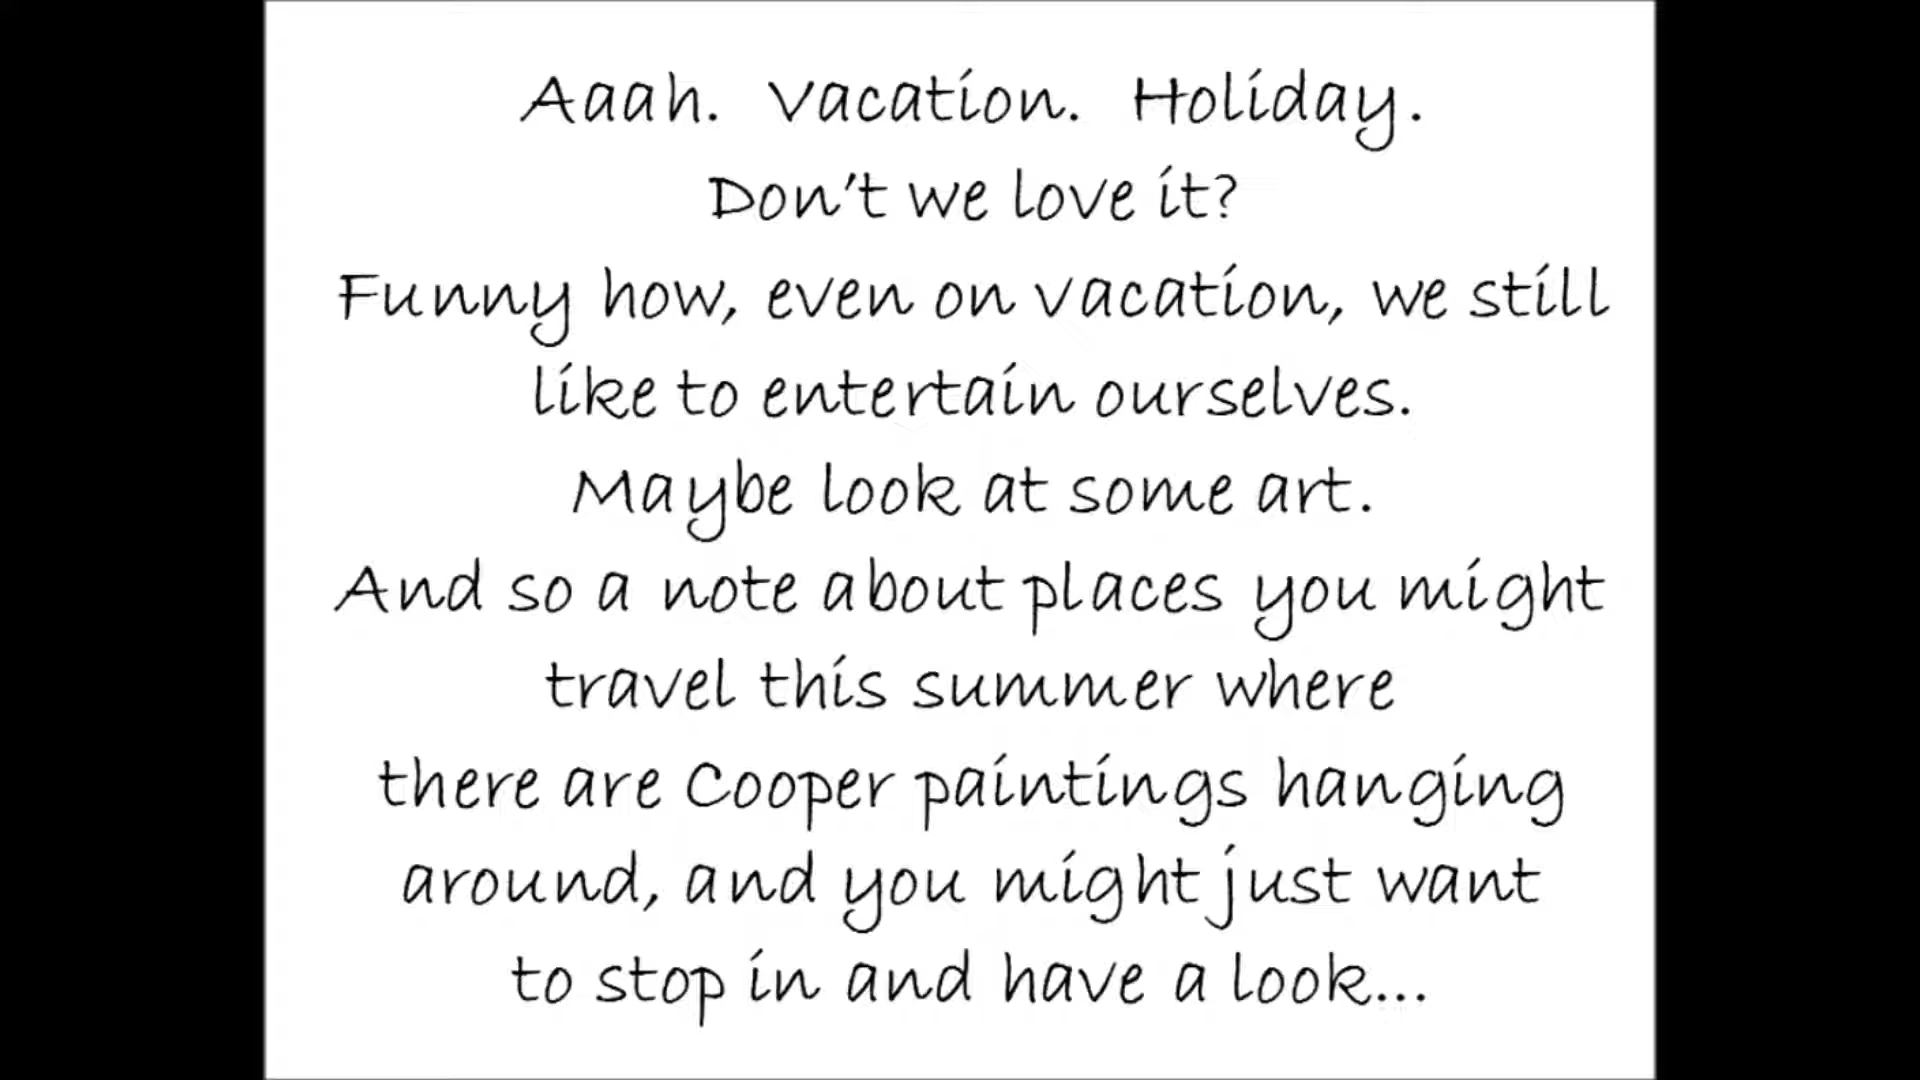 Aaah. Vacation. Holiday.
Don't we love it?
Funny how, even on vacation, we still
like to entertain ourselves.
Maybe look at some art.
And so a note about places you might
travel this summer where
there are Cooper paintings hanging
around, and you might just want
to stop in and have a look...